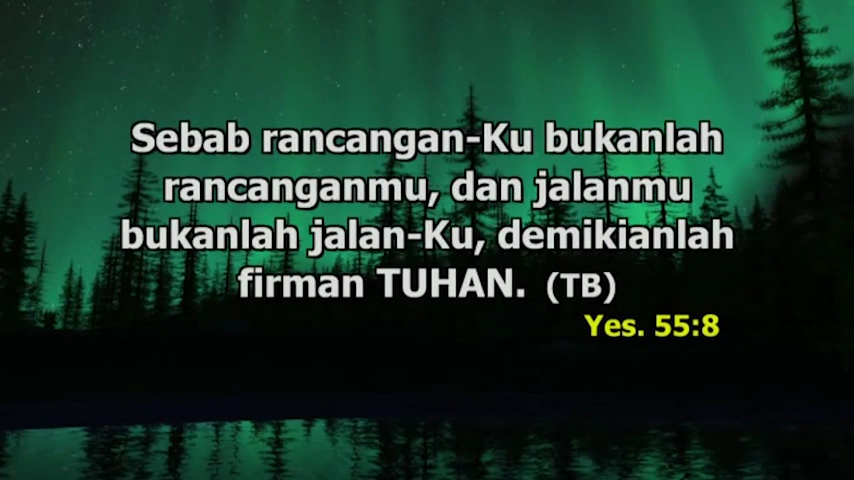 Sebab rancangan-Ku bukanlah
rancanganmu, dan jalanmu
bukanlah jalan-Ku, demikianlah
firman TUHAN. (TB)
Yes. 55:8